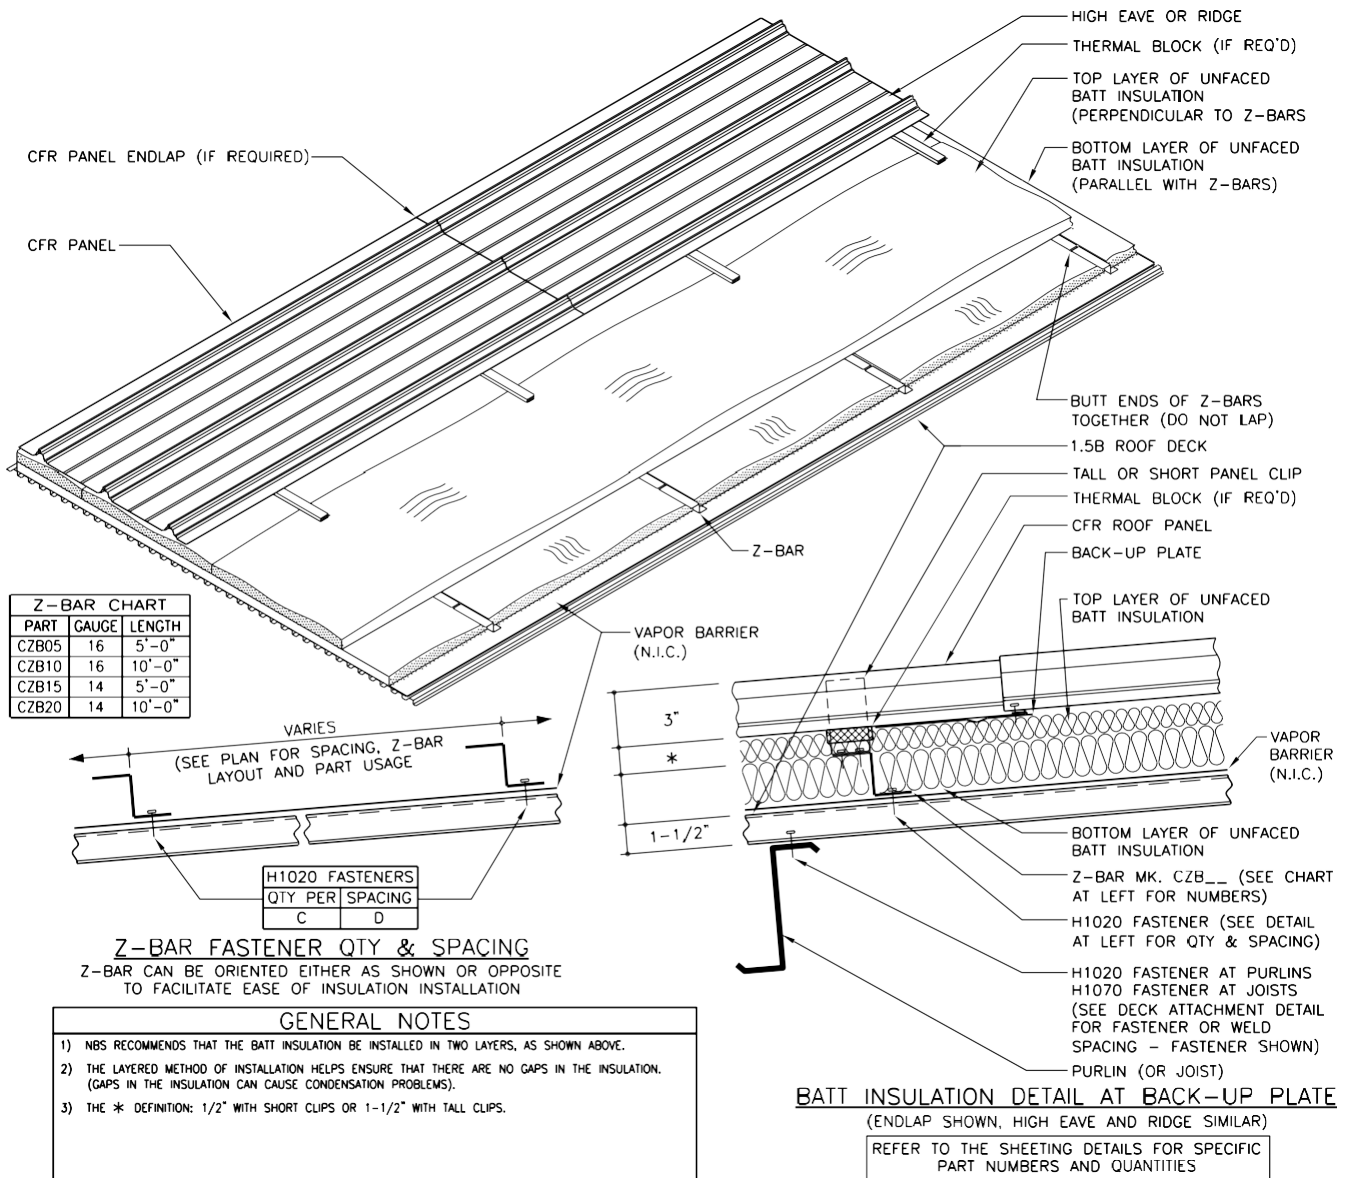 HIGH EAVE OR RIDGE
THERMAL BLOCK (IF REQ'D)
TOP LAYER OF UNFACED
BATT INSULATION
(PERPENDICULAR TO Z-BARS
BOTTOM LAYER OF UNFACED
BATT INSULATION
(PARALLEL WITH Z-BARS)
CFR PANEL ENDLAP (IF REQUIRED)
CFR PANEL
BUTT ENDS OF Z-BARS
TOGETHER (DO NOT LAP)
1.5B ROOF DECK
TALL OR SHORT PANEL CLIP
THERMAL BLOCK (IF REQ'D)
CFR ROOF PANEL
BACK-UP PLATE
TOP LAYER OF UNFACED
BATT INSULATION
Z-BAR
VAPOR BARRIER
(N.I.C.)
Z-BAR CHART
PART GAUGE LENGTH
CZB05 16 5'-0"
CZB10 16 10'-0"
CZB15 14 5'-0"
CZB20 14 10'-0"
VARIES
(SEE PLAN FOR SPACING, Z-BAR
LAYOUT AND PART USAGE
H1020 FASTENERS
QTY PER SPACING
C D
Z-BAR FASTENER QTY & SPACING
Z-BAR CAN BE ORIENTED EITHER AS SHOWN OR OPPOSITE
TO FACILITATE EASE OF INSULATION INSTALLATION
3"
*
1-1/2"
VAPOR
BARRIER
(N.I.C.)
BOTTOM LAYER OF UNFACED
BATT INSULATION
Z-BAR MK. CZB__ (SEE CHART
AT LEFT FOR NUMBERS)
H1020 FASTENER (SEE DETAIL
AT LEFT FOR QTY & SPACING)
H1020 FASTENER AT PURLINS
H1070 FASTENER AT JOISTS
(SEE DECK ATTACHMENT DETAIL
FOR FASTENER OR WELD
SPACING - FASTENER SHOWN)
PURLIN (OR JOIST)
BATT INSULATION DETAIL AT BACK-UP PLATE
(ENDLAP SHOWN, HIGH EAVE AND RIDGE SIMILAR)
REFER TO THE SHEETING DETAILS FOR SPECIFIC
PART NUMBERS AND QUANTITIES
GENERAL NOTES
1) NBS RECOMMENDS THAT THE BATT INSULATION BE INSTALLED IN TWO LAYERS, AS SHOWN ABOVE.
2) THE LAYERED METHOD OF INSTALLATION HELPS ENSURE THAT THERE ARE NO GAPS IN THE INSULATION.
(GAPS IN THE INSULATION CAN CAUSE CONDENSATION PROBLEMS).
3) THE * DEFINITION: 1/2" WITH SHORT CLIPS OR 1-1/2" WITH TALL CLIPS.